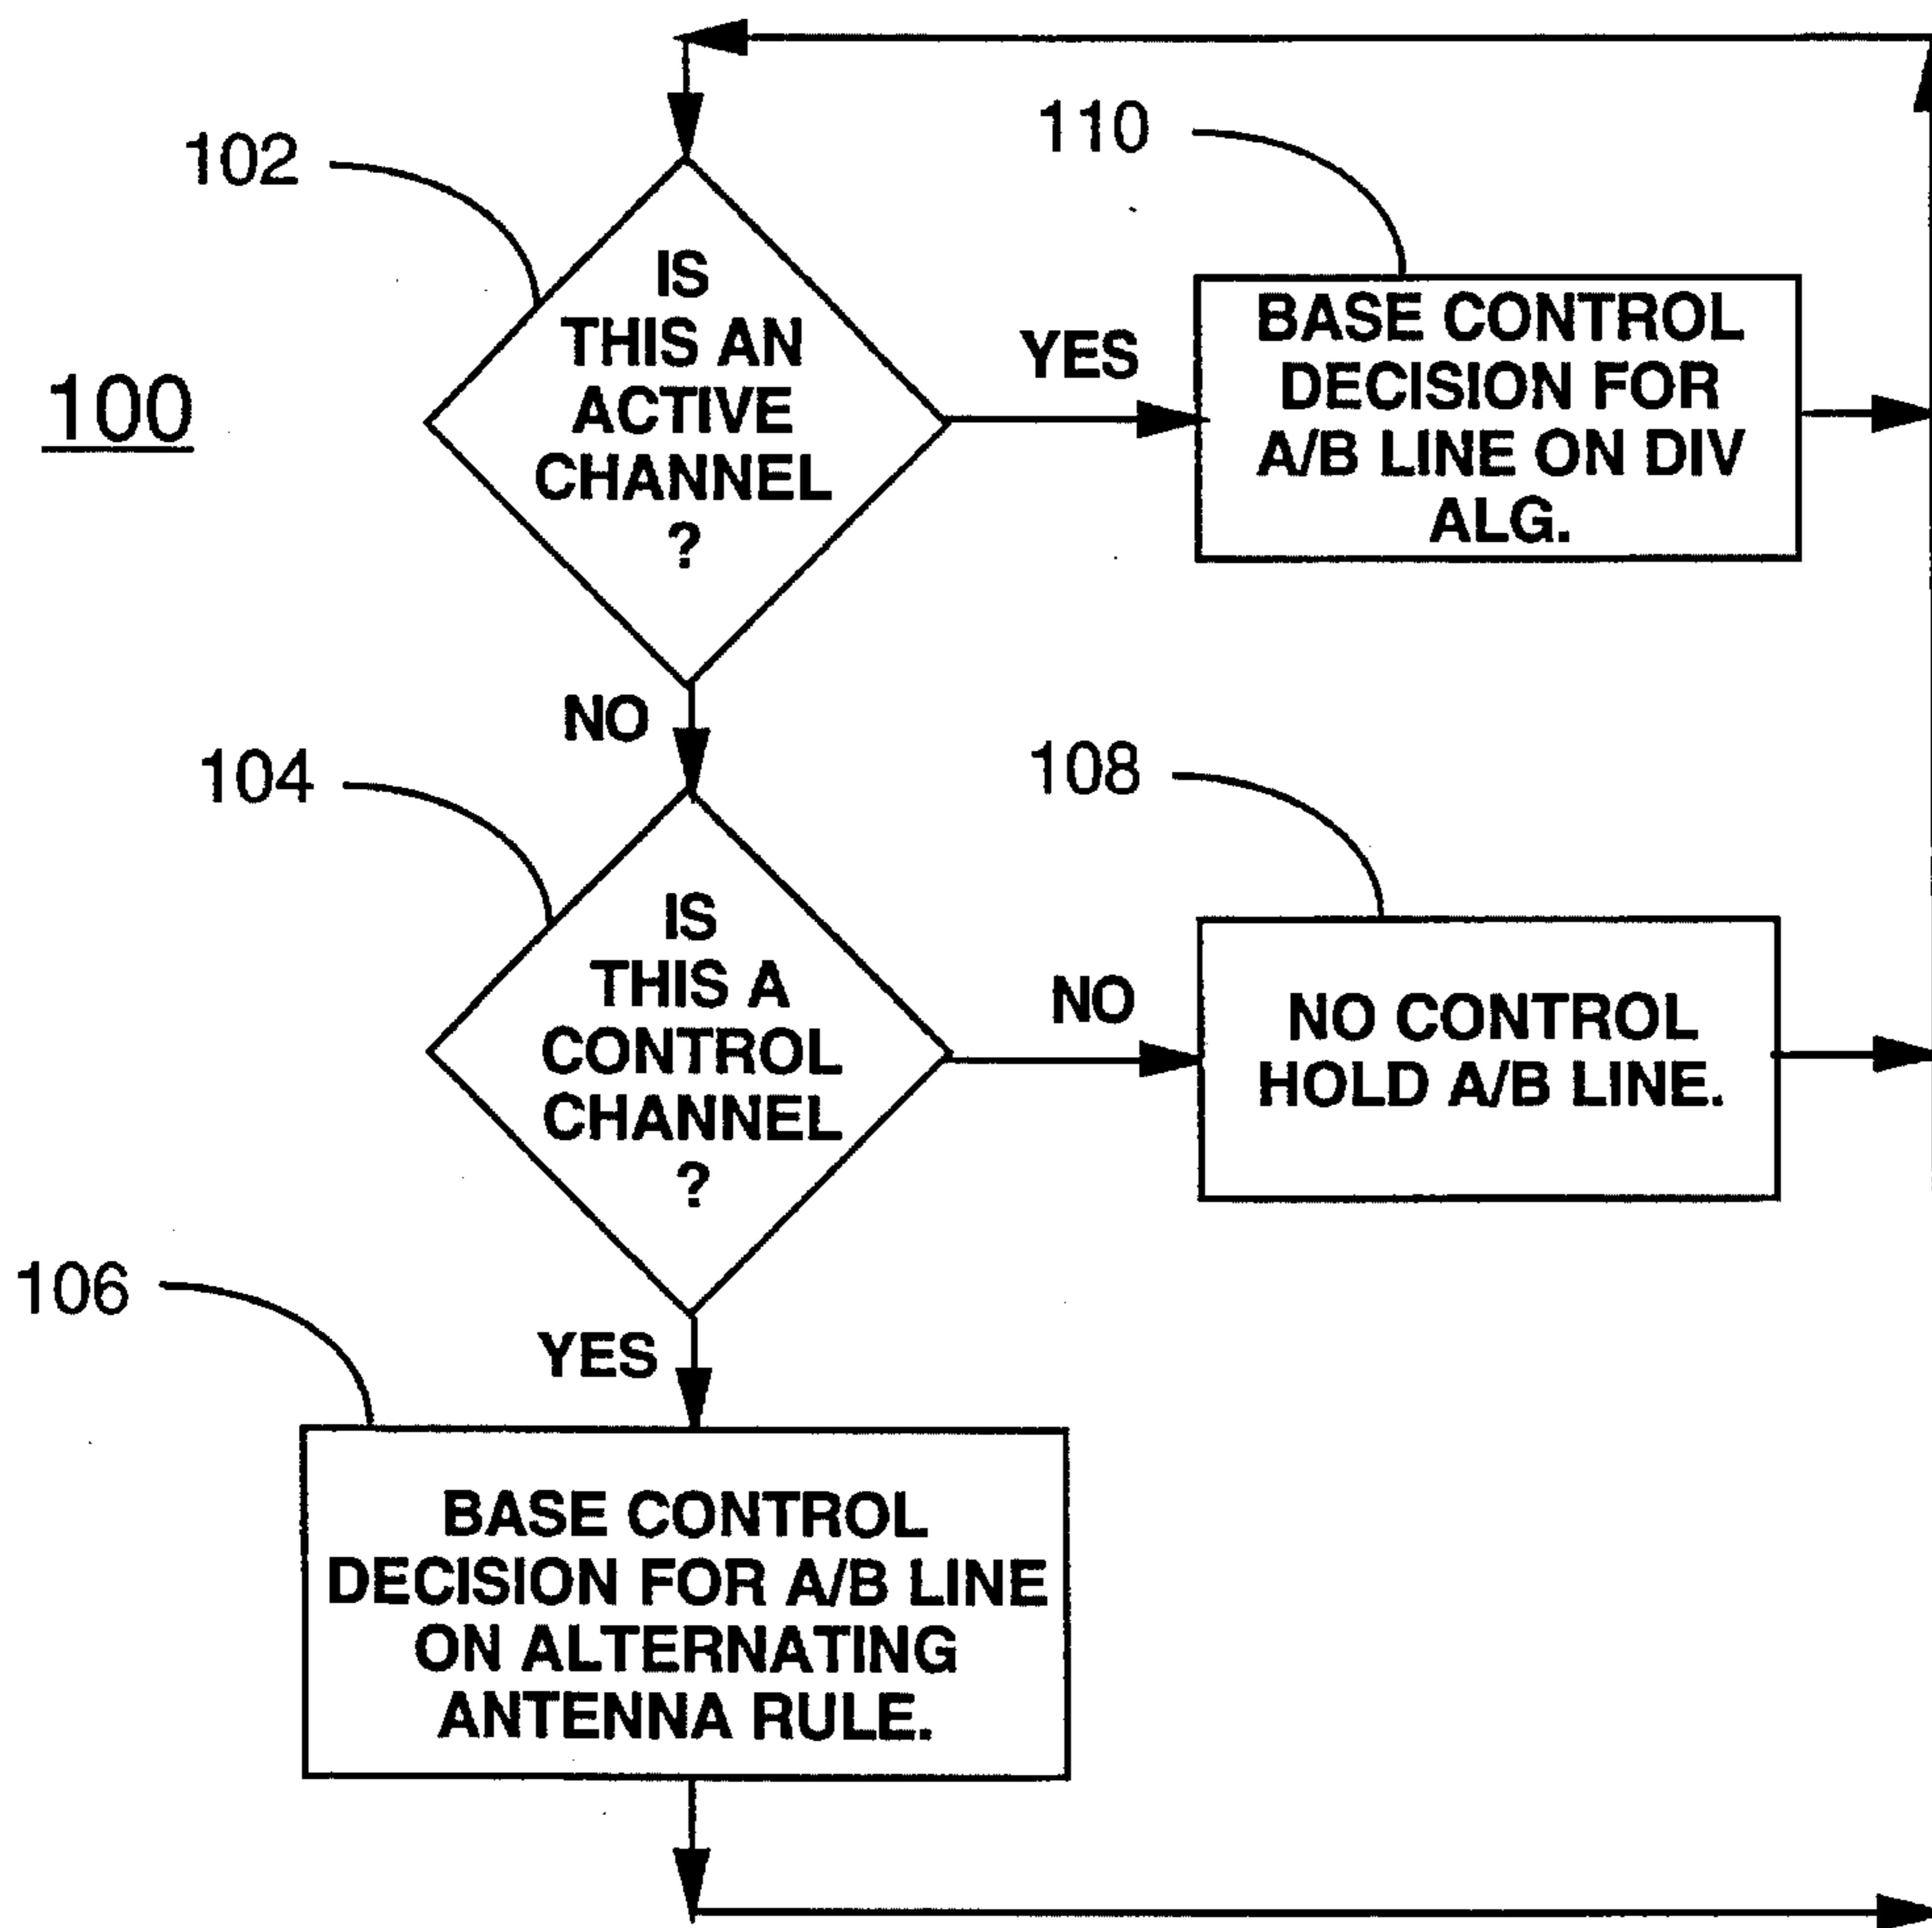 110
102
IS
THIS AN
ACTIVE
CHANNEL
?
YES
BASE CONTROL
DECISION FOR
A/B LINE ON DIV
ALG.
100
NO
104
108
IS
THIS A
CONTROL
CHANNEL
?
NO
NO CONTROL
HOLD A/B LINE.
106
YES
BASE CONTROL
DECISION FOR A/B LINE
ON ALTERNATING
ANTENNA RULE.